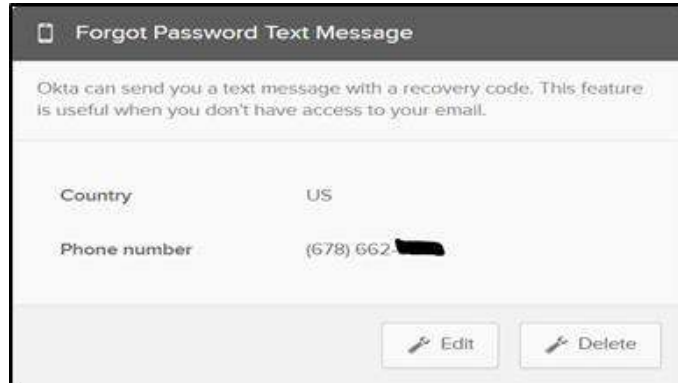 Forgot Password Text Message
Okta can send you a text message with a recovery code. This feature
is useful when you don't have access to your email.
Country US
Phone number (678) 662-
Edit Delete